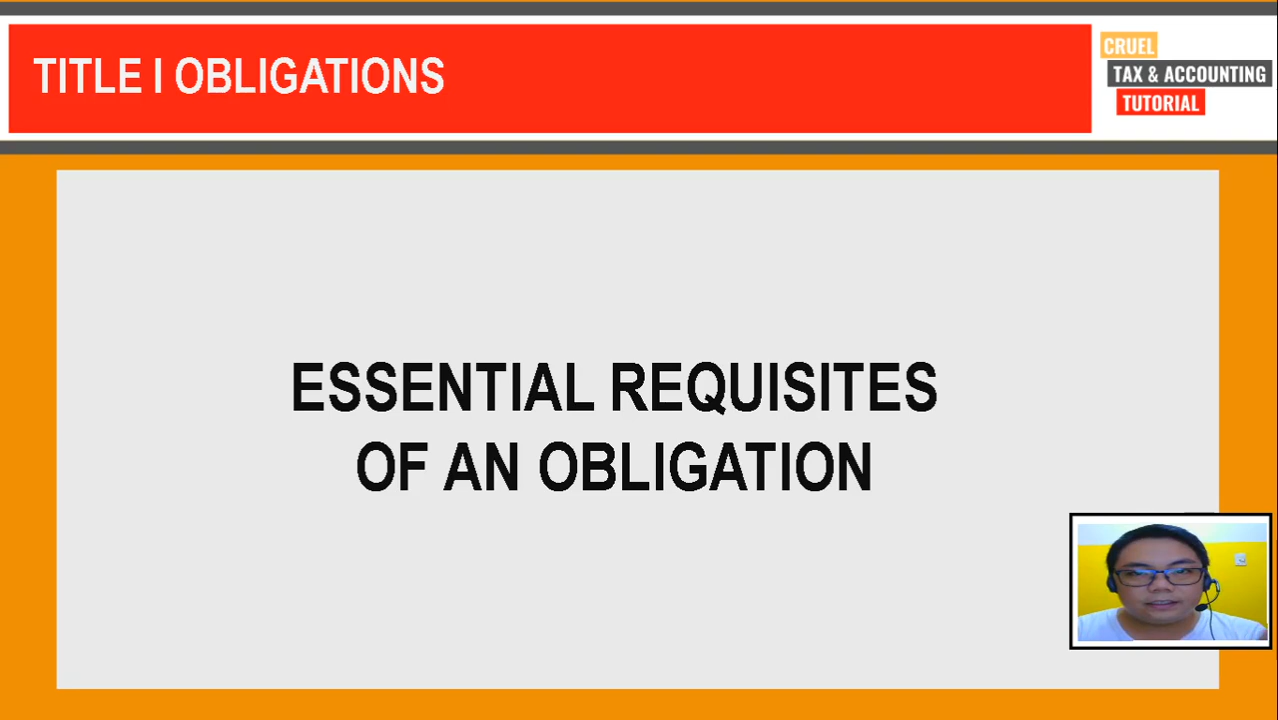 TITLE I OBLIGATIONS
CRUEL
TAX & ACCOUNTING
TUTORIAL
ESSENTIAL REQUISITES
OF AN OBLIGATION